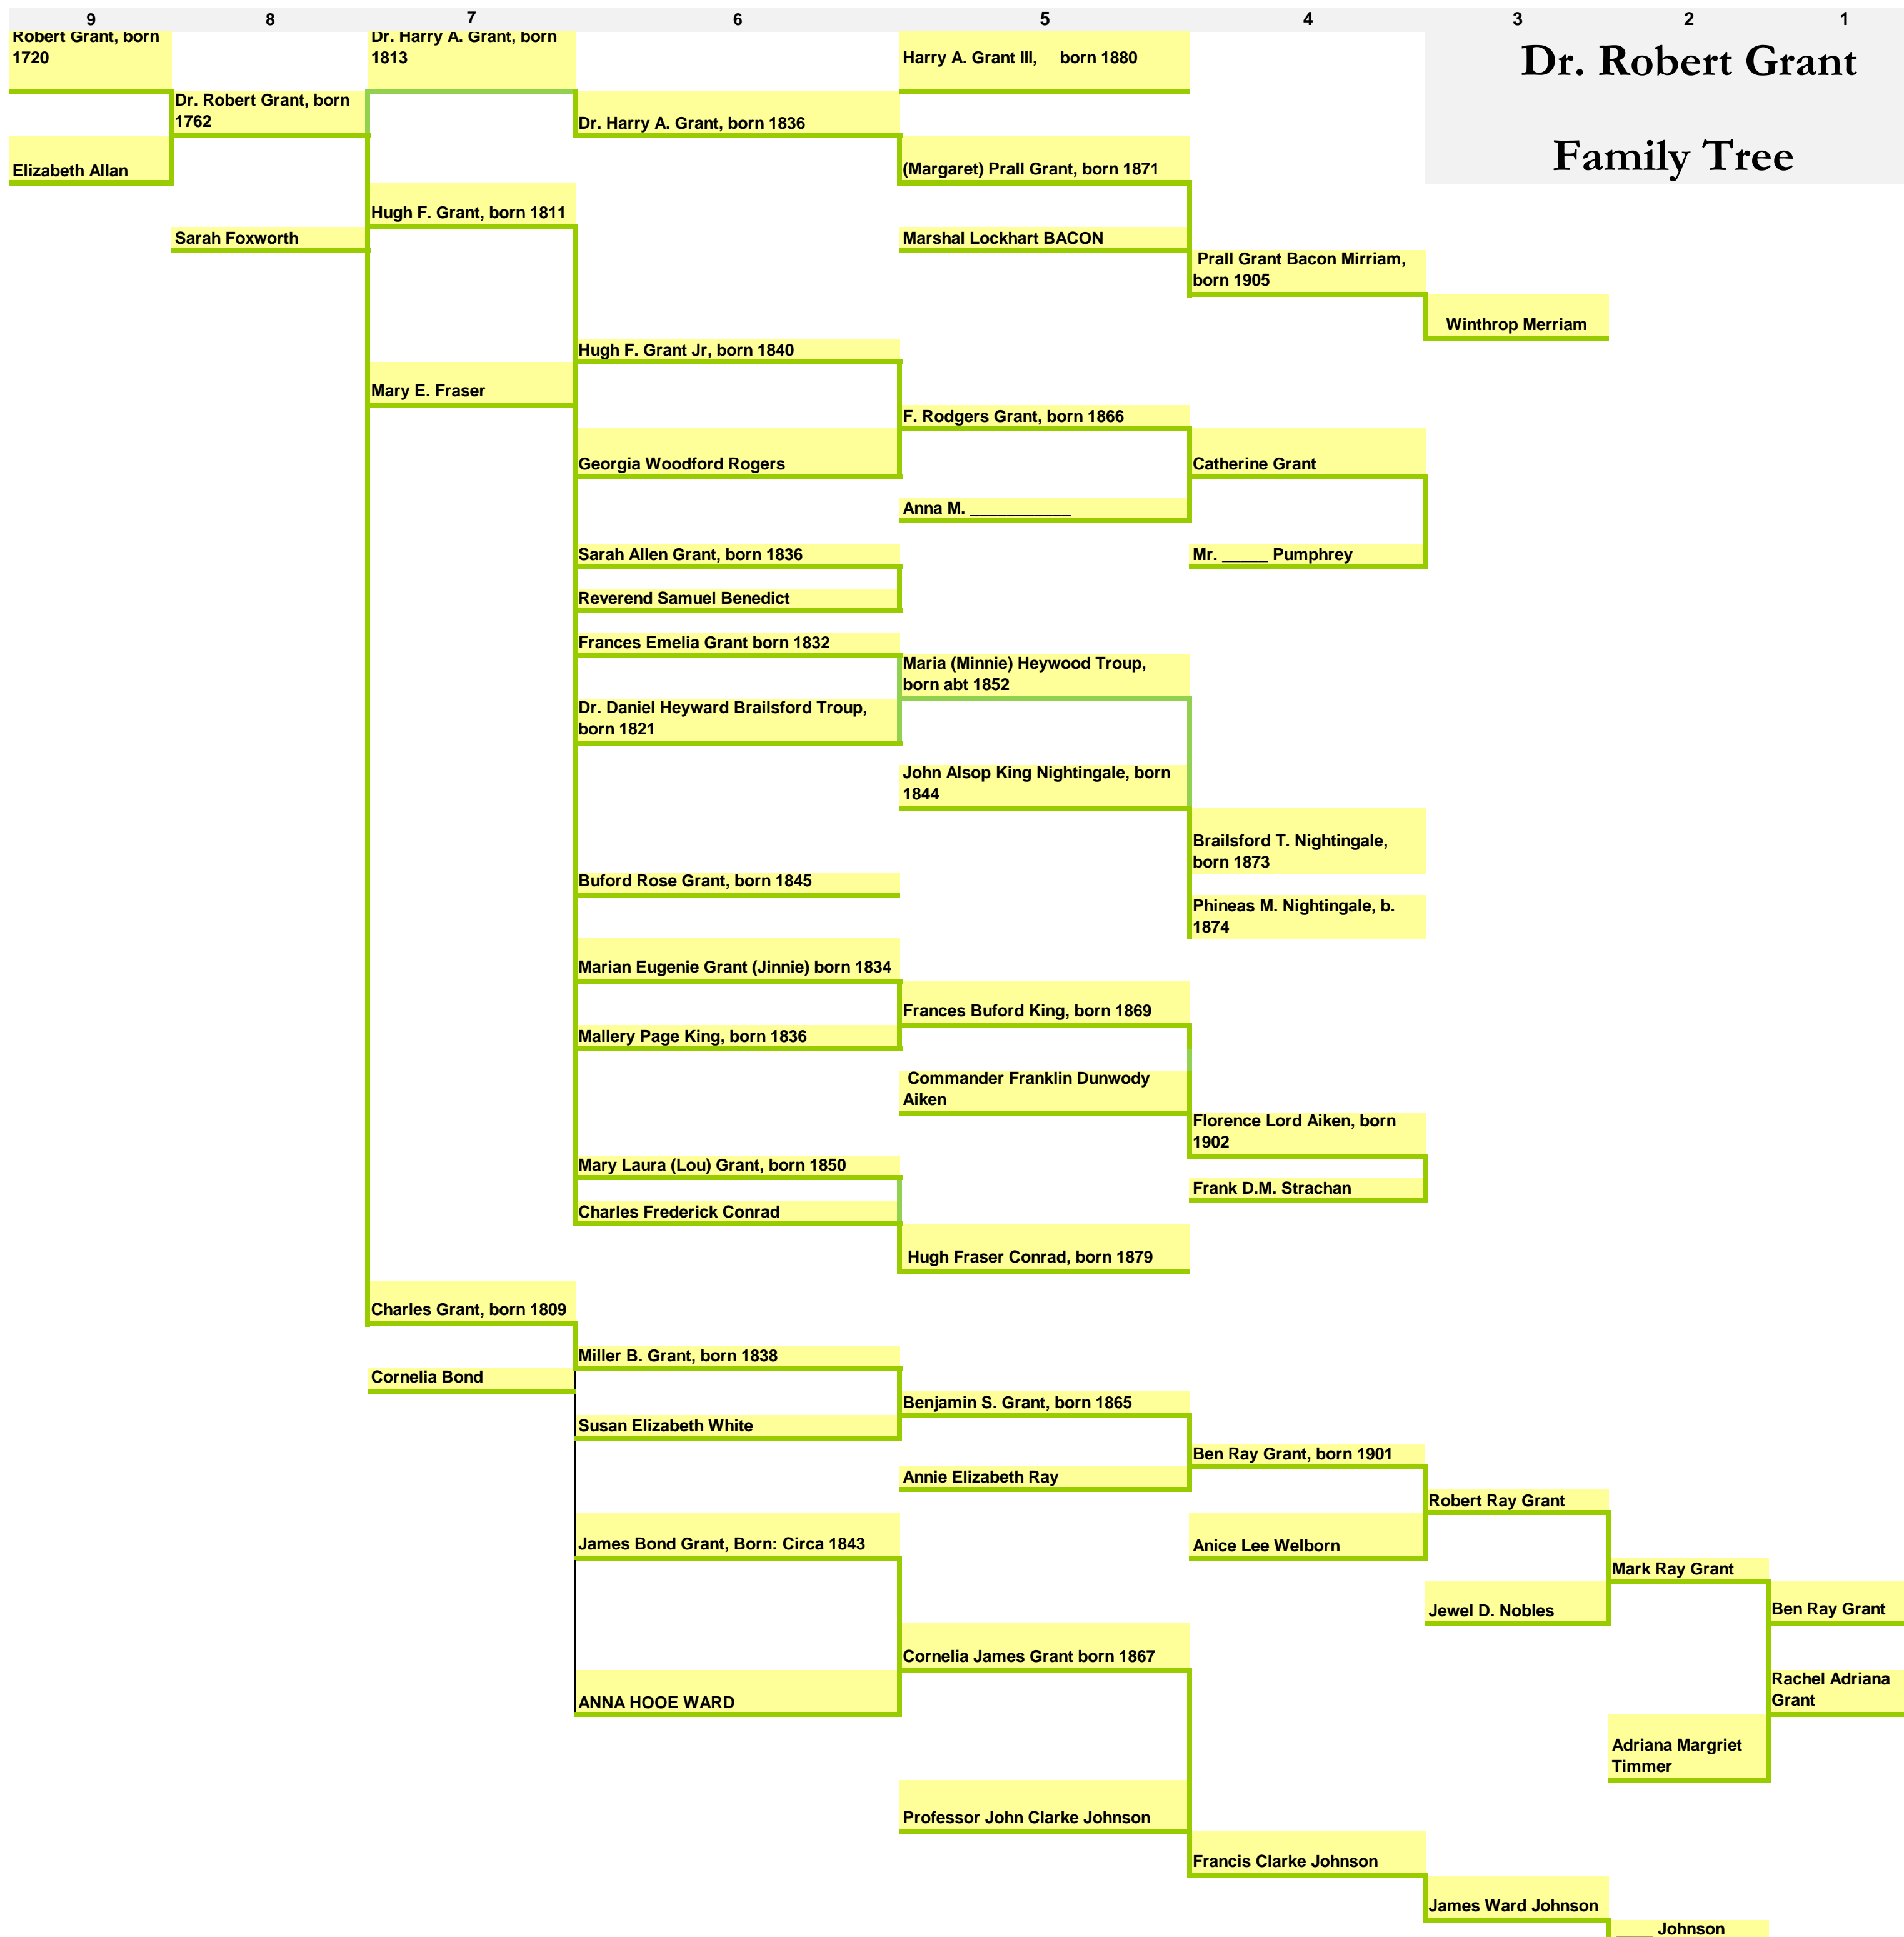 9 8 7 6 5 4 3 2 1
Dr. Robert Grant
Family Tree
Robert Grant, born
1720
Dr. Harry A. Grant, born
1813
Harry A. Grant III, born 1880
Dr. Robert Grant, born
1762
Dr. Harry A. Grant, born 1836
Elizabeth Allan
(Margaret) Prall Grant, born 1871
Hugh F. Grant, born 1811
Sarah Foxworth
Marshal Lockhart BACON
Prall Grant Bacon Mirriam,
born 1905
Winthrop Merriam
Hugh F. Grant Jr, born 1840
Mary E. Fraser
F. Rodgers Grant, born 1866
Georgia Woodford Rogers
Catherine Grant
Anna M. ___________
Sarah Allen Grant, born 1836
Mr. _____ Pumphrey
Reverend Samuel Benedict
Frances Emelia Grant born 1832
Maria (Minnie) Heywood Troup,
born abt 1852
Dr. Daniel Heyward Brailsford Troup,
born 1821
John Alsop King Nightingale, born
1844
Brailsford T. Nightingale,
born 1873
Buford Rose Grant, born 1845
Phineas M. Nightingale, b.
1874
Marian Eugenie Grant (Jinnie) born 1834
Frances Buford King, born 1869
Mallery Page King, born 1836
Commander Franklin Dunwody
Aiken
Florence Lord Aiken, born
1902
Mary Laura (Lou) Grant, born 1850
Frank D.M. Strachan
Charles Frederick Conrad
Hugh Fraser Conrad, born 1879
Charles Grant, born 1809
Miller B. Grant, born 1838
Cornelia Bond
Benjamin S. Grant, born 1865
Susan Elizabeth White
Ben Ray Grant, born 1901
Annie Elizabeth Ray
Robert Ray Grant
James Bond Grant, Born: Circa 1843
Anice Lee Welborn
Mark Ray Grant
Jewel D. Nobles
Ben Ray Grant
Cornelia James Grant born 1867
Rachel Adriana
Grant
ANNA HOOE WARD
Adriana Margriet
Timmer
Professor John Clarke Johnson
Francis Clarke Johnson
James Ward Johnson
____ Johnson